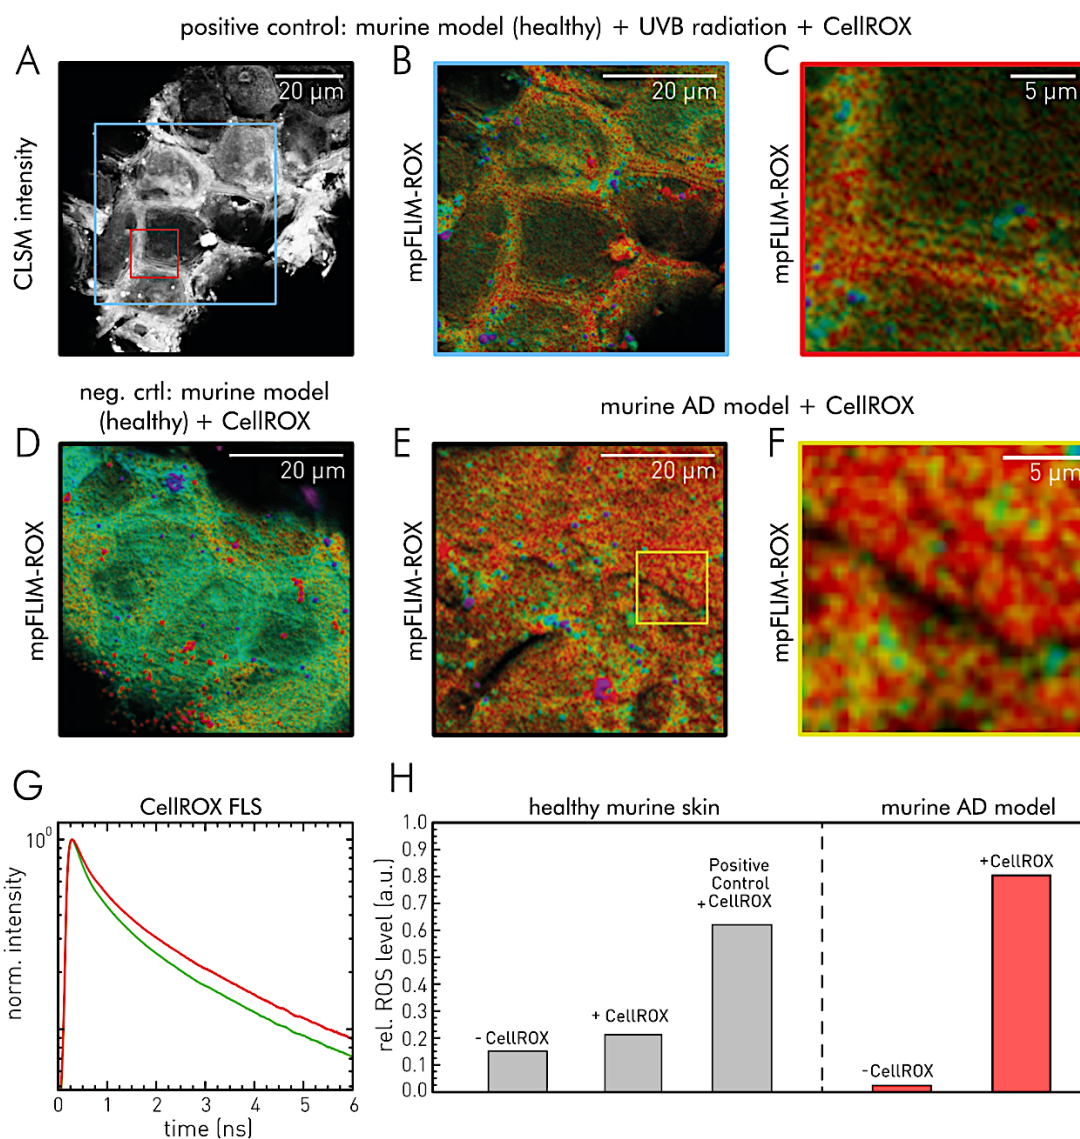 positive control: murine model (healthy) + UVB radiation + CellROX
A
CLSM intensity
20 µm
B
mpFLIM-ROX
20 µm
C
mpFLIM-ROX
5 µm
neg. crtl: murine model
(healthy) + CellROX
murine AD model + CellROX
D
mpFLIM-ROX
20 µm
E
mpFLIM-ROX
20 µm
F
mpFLIM-ROX
5 µm
G
CellROX FLS
norm. intensity
10⁰
0 1 2 3 4 5 6
time (ns)
H
healthy murine skin
murine AD model
rel. ROS level (a.u.)
1.0
0.9
0.8
0.7
0.6
0.5
0.4
0.3
0.2
0.1
0.0
- CellROX
+ CellROX
Positive
Control
+ CellROX
-CellROX
+CellROX